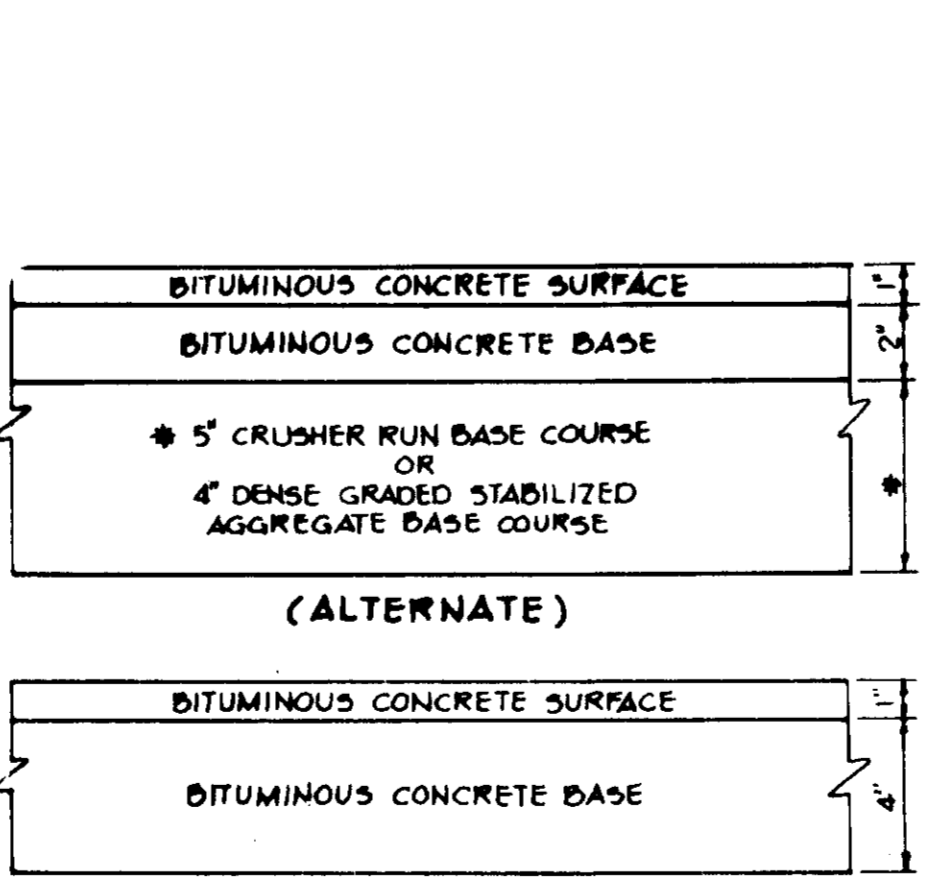 BITUMINOUS CONCRETE SURFACE
1"
BITUMINOUS CONCRETE BASE
2"
* 5" CRUSHER RUN BASE COURSE
OR
4" DENSE GRADED STABILIZED
AGGREGATE BASE COURSE
*
(ALTERNATE)
BITUMINOUS CONCRETE SURFACE
1"
BITUMINOUS CONCRETE BASE
4"